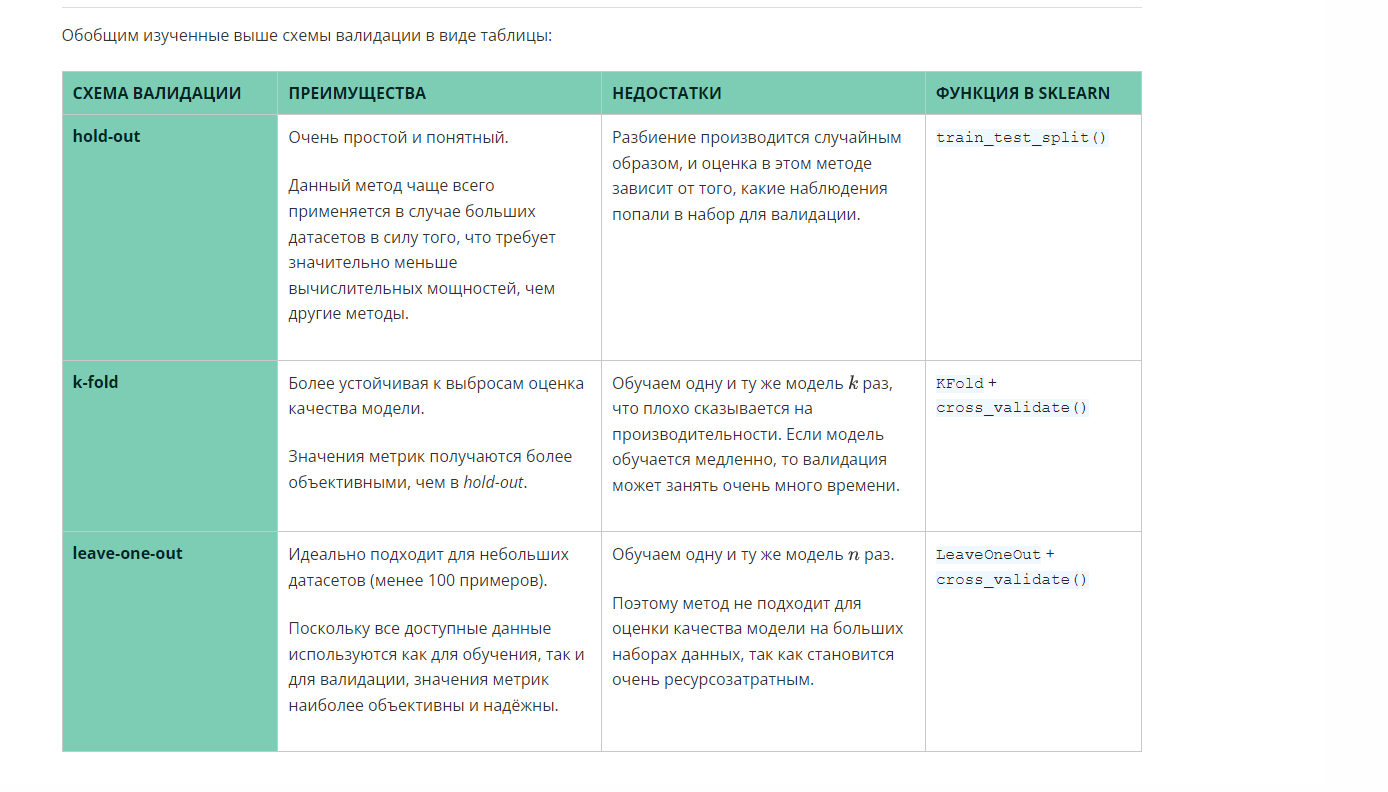 Обобщим изученные выше схемы валидации в виде таблицы:
СХЕМА ВАЛИДАЦИИ
ПРЕИМУЩЕСТВА
НЕДОСТАТКИ
ФУНКЦИЯ В SKLEARN
hold-out
Очень простой и понятный.
Данный метод чаще всего
применяется в случае больших
датасетов в силу того, что требует
значительно меньше
вычислительных мощностей, чем
другие методы.
Разбиение производится случайным
образом, и оценка в этом методе
зависит от того, какие наблюдения
попали в набор для валидации.
train_test_split()
k-fold
Более устойчивая к выбросам оценка
качества модели.
Значения метрик получаются более
объективными, чем в hold-out.
Обучаем одну и ту же модель k раз,
что плохо сказывается на
производительности. Если модель
обучается медленно, то валидация
может занять очень много времени.
KFold +
cross_validate()
leave-one-out
Идеально подходит для небольших
датасетов (менее 100 примеров).
Поскольку все доступные данные
используются как для обучения, так и
для валидации, значения метрик
наиболее объективны и надёжны.
Обучаем одну и ту же модель n раз.
Поэтому метод не подходит для
оценки качества модели на больших
наборах данных, так как становится
очень ресурсозатратным.
LeaveOneOut +
cross_validate()